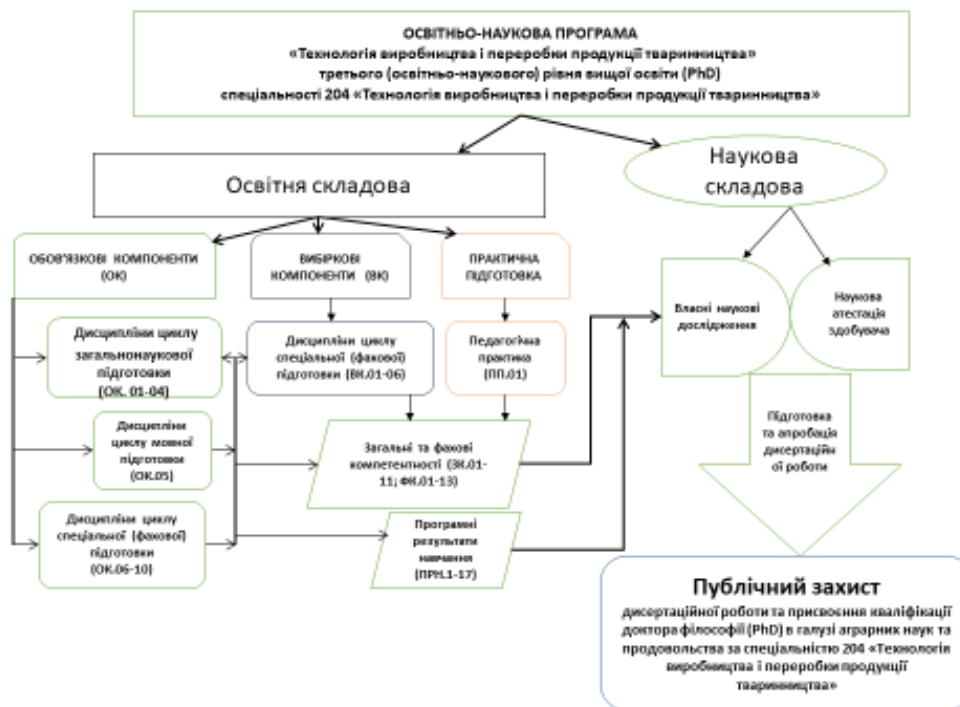 ОСВІТНЬО-НАУКОВА ПРОГРАМА
«Технологія виробництва і переробки продукції тваринництва»
третього (освітньо-наукового) рівня вищої освіти (PhD)
спеціальності 204 «Технологія виробництва і переробки продукції тваринництва»
Освітня складова
Наукова
складова
ОБОВ'ЯЗКОВІ КОМПОНЕНТИ
(ОК)
ВИБІРКОВІ
КОМПОНЕНТИ (ВК)
ПРАКТИЧНА
ПІДГОТОВКА
Власні наукові
дослідження
Наукова
атестація
здобувача
Дисципліни циклу
загальнонаукової
підготовки
(ОК. 01-04)
Дисципліни циклу
спеціальної (фахової)
підготовки (ВК.01-06)
Педагогічна
практика
(ПП.01)
Дисципліни
циклу мовної
підготовки
(ОК.05)
Загальні та фахові
компетентності (ЗК.01-
11; ФК.01-13)
Підготовка
та апробація
дисертаційн
ої роботи
Дисципліни циклу
спеціальної (фахової)
підготовки
(ОК.06-10)
Програмні
результати
навчання
(ПРН.1-17)
Публічний захист
дисертаційної роботи та присвоєння кваліфікації
доктора філософії (PhD) в галузі аграрних наук та
продовольства за спеціальністю 204 «Технологія
виробництва і переробки продукції
тваринництва»